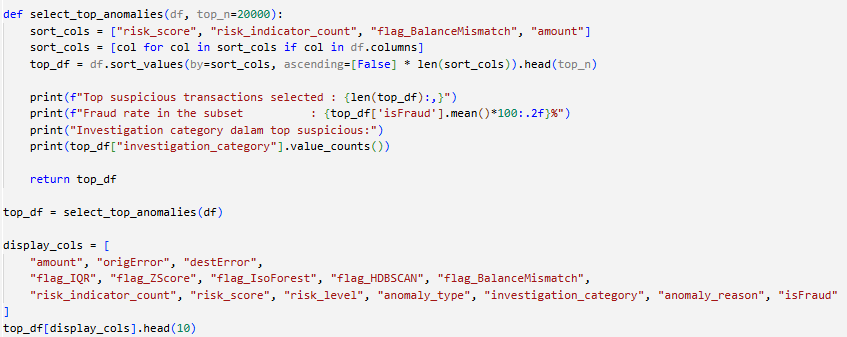 def select_top_anomalies(df, top_n=20000):
    sort_cols = ["risk_score", "risk_indicator_count", "flag_BalanceMismatch", "amount"]
    sort_cols = [col for col in sort_cols if col in df.columns]
    top_df = df.sort_values(by=sort_cols, ascending=[False] * len(sort_cols)).head(top_n)

    print(f"Top suspicious transactions selected : {len(top_df):,}")
    print(f"Fraud rate in the subset          : {top_df['isFraud'].mean()*100:.2f}%")
    print("Investigation category dalam top suspicious:")
    print(top_df["investigation_category"].value_counts())

    return top_df

top_df = select_top_anomalies(df)

display_cols = [
    "amount", "origError", "destError",
    "flag_IQR", "flag_ZScore", "flag_IsoForest", "flag_HDBSCAN", "flag_BalanceMismatch",
    "risk_indicator_count", "risk_score", "risk_level", "anomaly_type", "investigation_category", "anomaly_reason", "isFraud"
]
top_df[display_cols].head(10)